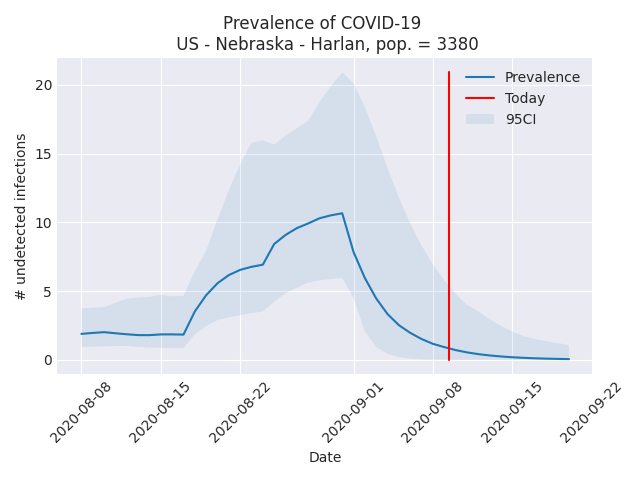 Prevalence of COVID-19
US - Nebraska - Harlan, pop. = 3380
Prevalence
Today
95CI
# undetected infections
20
15
10
5
0
2020-08-08
2020-08-15
2020-08-22
2020-09-01
2020-09-08
2020-09-15
2020-09-22
Date